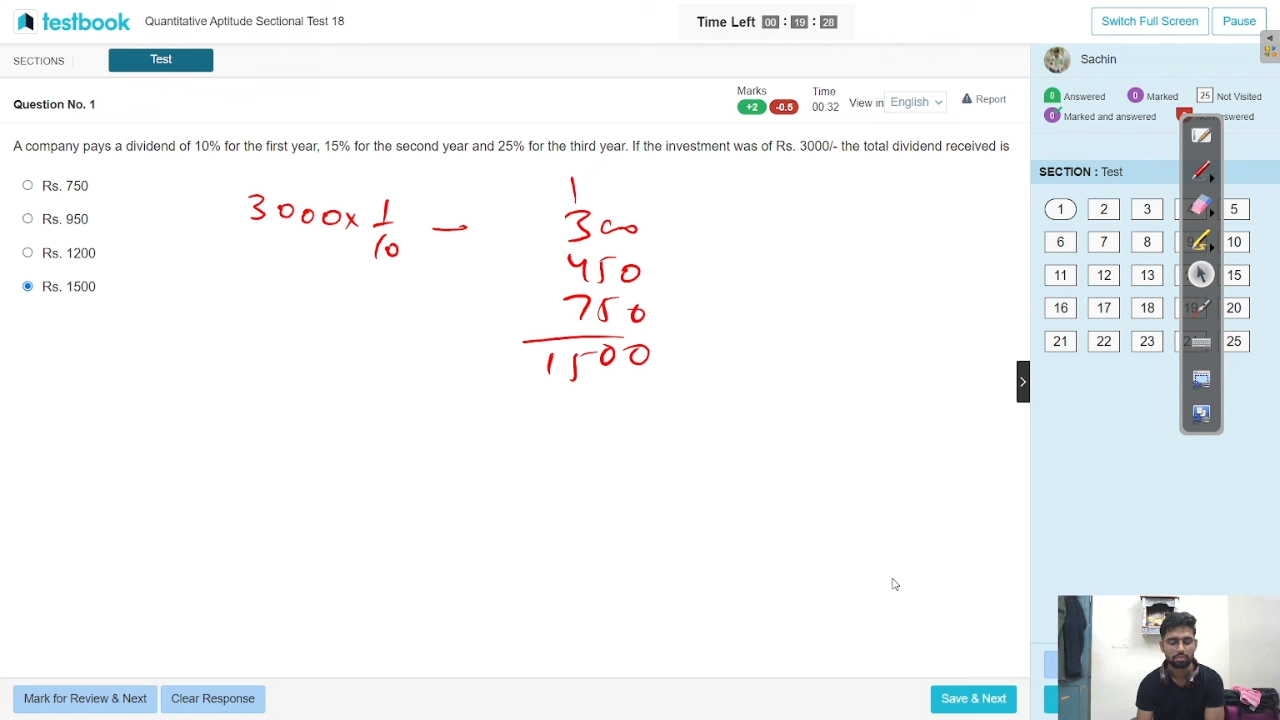 testbook
Quantitative Aptitude Sectional Test 18
Time Left 00 : 19 : 28
Switch Full Screen
Pause
SECTIONS
Test
Sachin
Question No. 1
Marks
+2 -0.5
Time
00:32
View in English
Report
0 Answered
0 Marked
25 Not Visited
0 Marked and answered
A company pays a dividend of 10% for the first year, 15% for the second year and 25% for the third year. If the investment was of Rs. 3000/- the total dividend received is
Rs. 750
Rs. 950
Rs. 1200
Rs. 1500
3000 x 1/10 –
1
300
450
750
1500
SECTION : Test
1 2 3 5
6 7 8 10
11 12 13 15
16 17 18 20
21 22 23 25
Mark for Review & Next
Clear Response
Save & Next